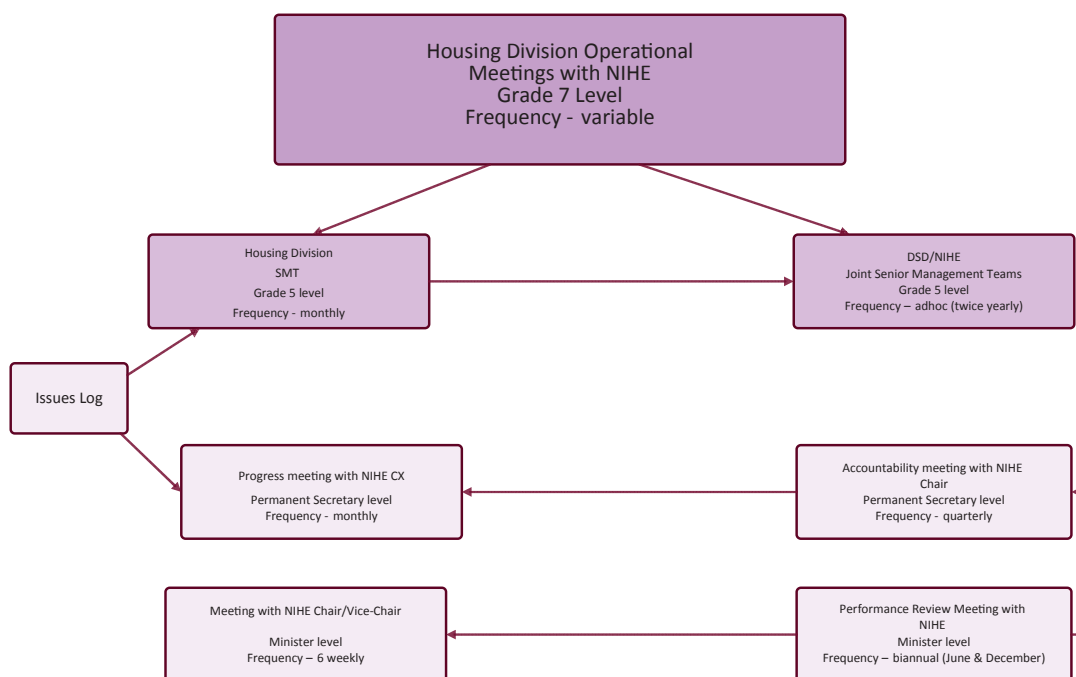 Housing Division Operational
Meetings with NIHE
Grade 7 Level
Frequency - variable
Housing Division
SMT
Grade 5 level
Frequency - monthly
DSD/NIHE
Joint Senior Management Teams
Grade 5 level
Frequency – adhoc (twice yearly)
Issues Log
Progress meeting with NIHE CX
Permanent Secretary level
Frequency - monthly
Accountability meeting with NIHE
Chair
Permanent Secretary level
Frequency - quarterly
Meeting with NIHE Chair/Vice-Chair
Minister level
Frequency – 6 weekly
Performance Review Meeting with
NIHE
Minister level
Frequency – biannual (June & December)